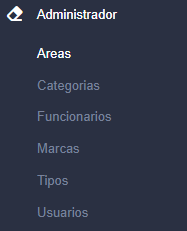 Administrador
Areas
Categorias
Funcionarios
Marcas
Tipos
Usuarios